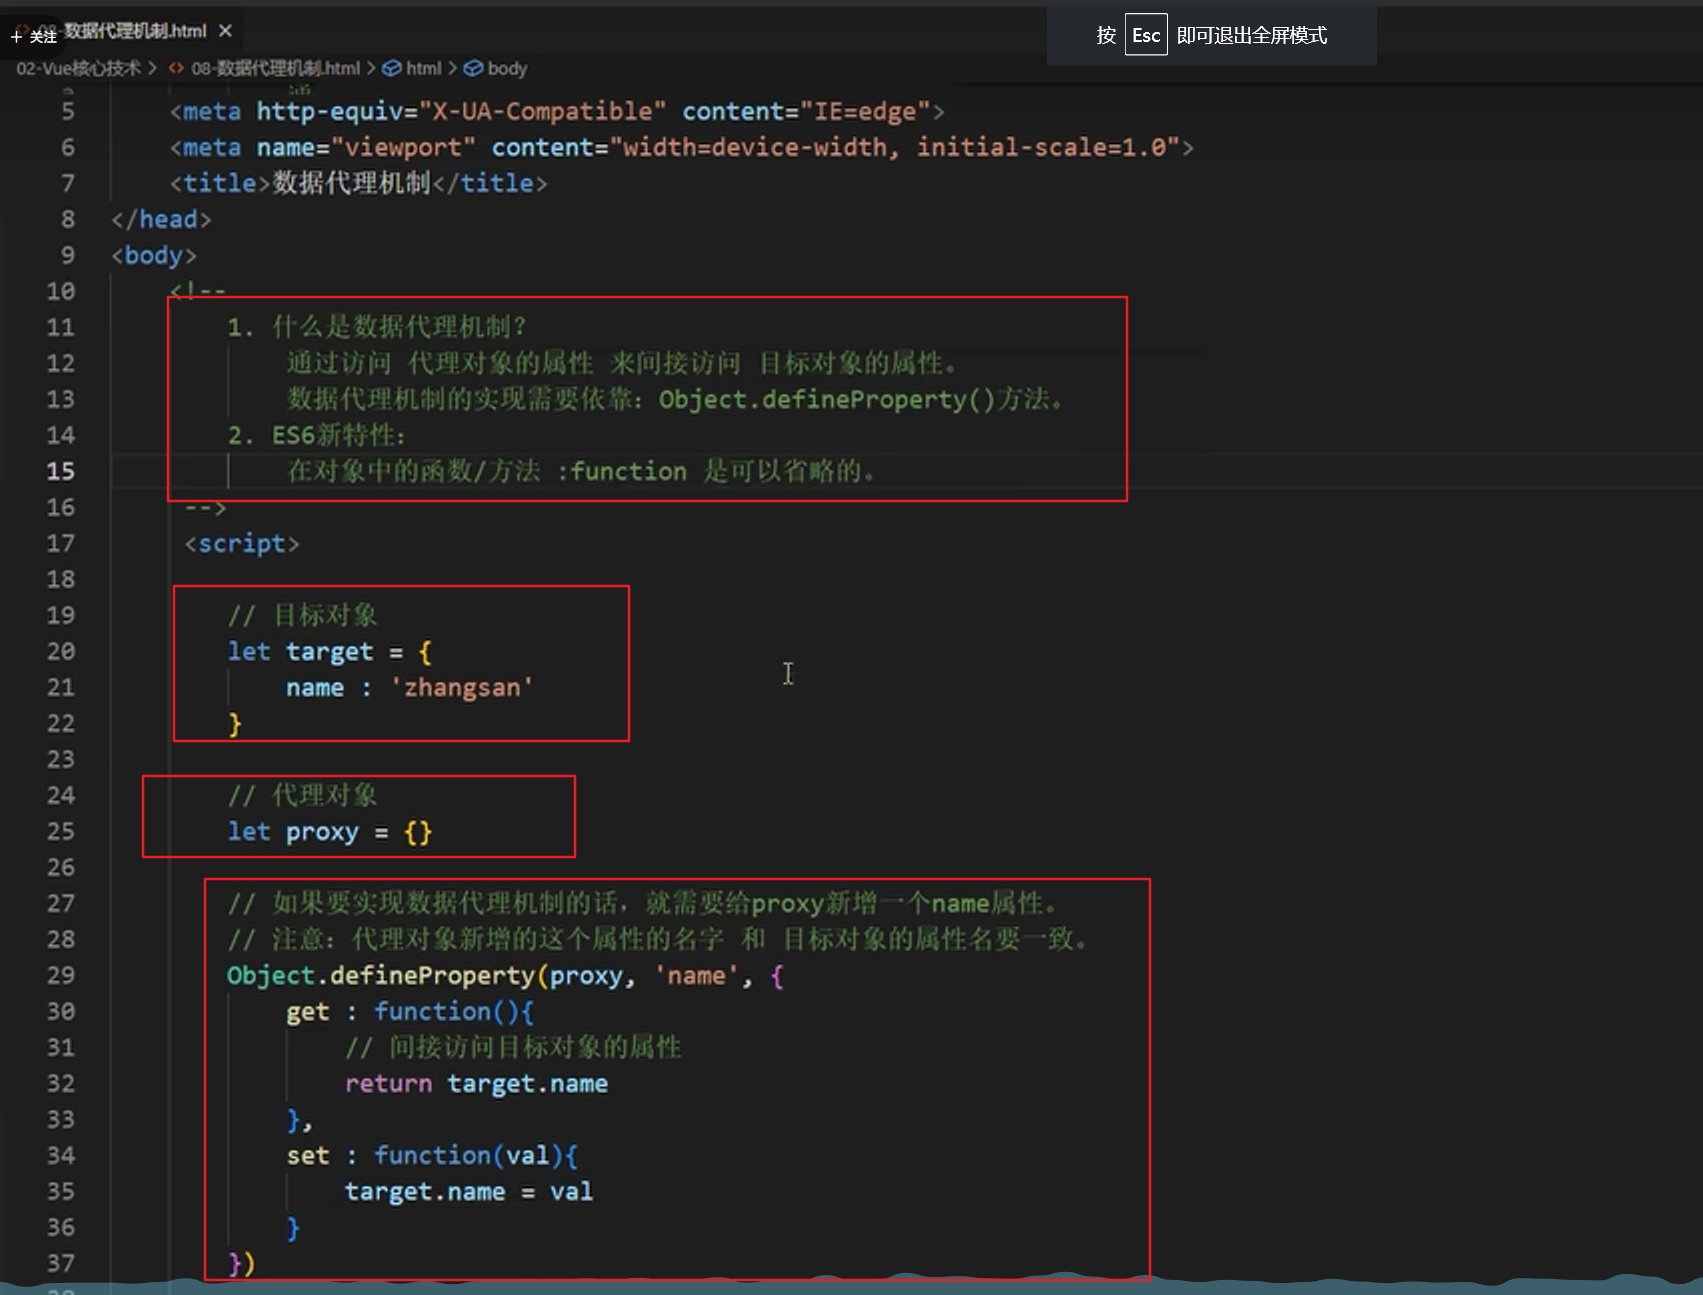 + 关注
数据代理机制.html ×
按 Esc 即可退出全屏模式
02-Vue核心技术 > <> 08-数据代理机制.html > html > body
5 <meta http-equiv="X-UA-Compatible" content="IE=edge">
6 <meta name="viewport" content="width=device-width, initial-scale=1.0">
7 <title>数据代理机制</title>
8 </head>
9 <body>
10 <!--
11 1. 什么是数据代理机制？
12 通过访问 代理对象的属性 来间接访问 目标对象的属性。
13 数据代理机制的实现需要依靠：Object.defineProperty()方法。
14 2. ES6新特性：
15 在对象中的函数/方法 :function 是可以省略的。
16 -->
17 <script>
18
19 // 目标对象
20 let target = {
21 name : 'zhangsan'
22 }
23
24 // 代理对象
25 let proxy = {}
26
27 // 如果要实现数据代理机制的话，就需要给proxy新增一个name属性。
28 // 注意：代理对象新增的这个属性的名字 和 目标对象的属性名要一致。
29 Object.defineProperty(proxy, 'name', {
30 get : function(){
31 // 间接访问目标对象的属性
32 return target.name
33 },
34 set : function(val){
35 target.name = val
36 }
37 })